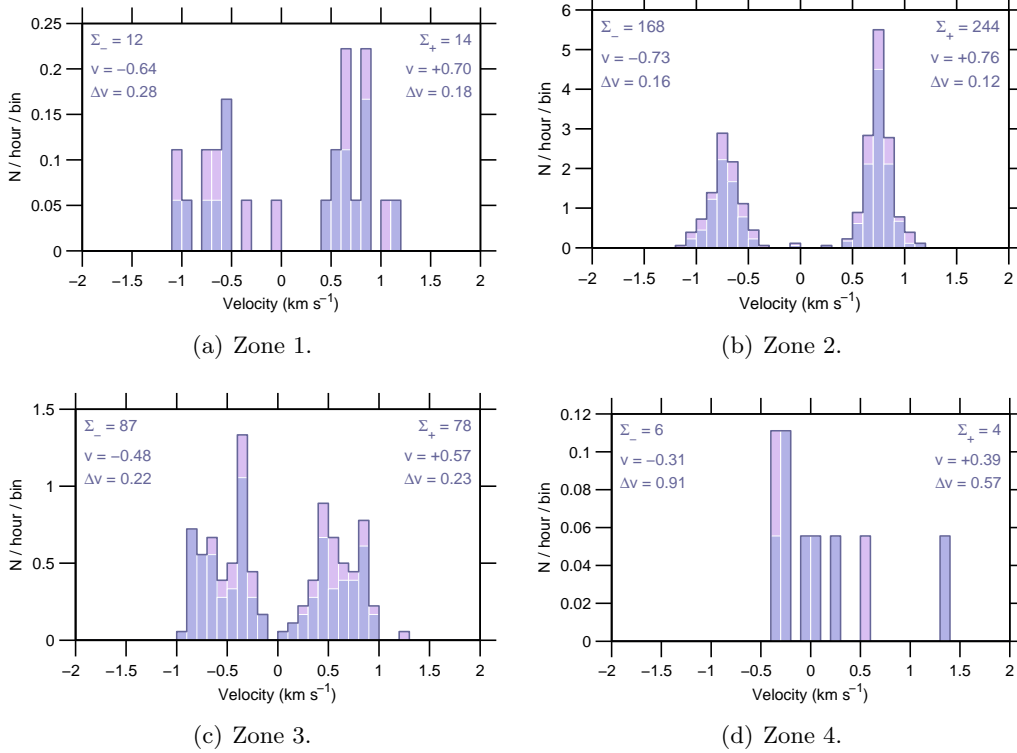 0.25
0.2
0.15
0.1
0.05
0
N / hour / bin
Σ− = 12
v = −0.64
Δv = 0.28
Σ+ = 14
v = +0.70
Δv = 0.18
−2 −1.5 −1 −0.5 0 0.5 1 1.5 2
Velocity (km s−1)
(a) Zone 1.
6
5
4
3
2
1
0
N / hour / bin
Σ− = 168
v = −0.73
Δv = 0.16
Σ+ = 244
v = +0.76
Δv = 0.12
−2 −1.5 −1 −0.5 0 0.5 1 1.5 2
Velocity (km s−1)
(b) Zone 2.
1.5
1
0.5
0
N / hour / bin
Σ− = 87
v = −0.48
Δv = 0.22
Σ+ = 78
v = +0.57
Δv = 0.23
−2 −1.5 −1 −0.5 0 0.5 1 1.5 2
Velocity (km s−1)
(c) Zone 3.
0.12
0.1
0.08
0.06
0.04
0.02
0
N / hour / bin
Σ− = 6
v = −0.31
Δv = 0.91
Σ+ = 4
v = +0.39
Δv = 0.57
−2 −1.5 −1 −0.5 0 0.5 1 1.5 2
Velocity (km s−1)
(d) Zone 4.